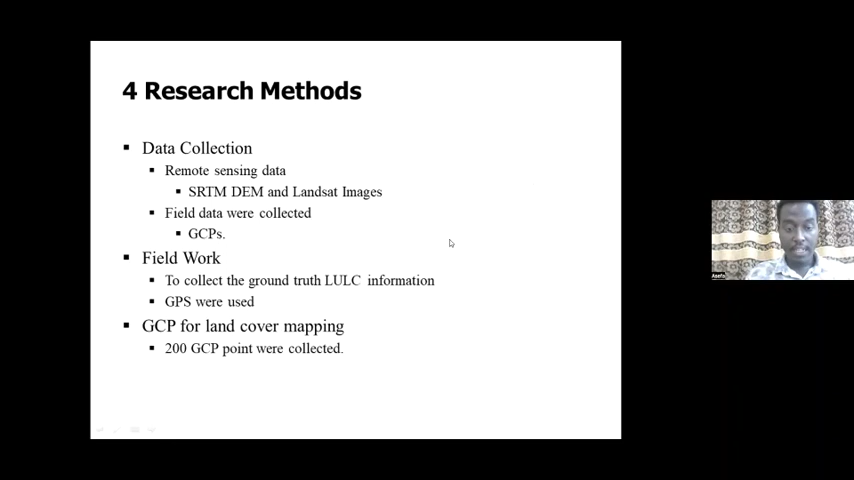 4 Research Methods
Data Collection
Remote sensing data
SRTM DEM and Landsat Images
Field data were collected
GCPs.
Field Work
To collect the ground truth LULC information
GPS were used
GCP for land cover mapping
200 GCP point were collected.
Asefa